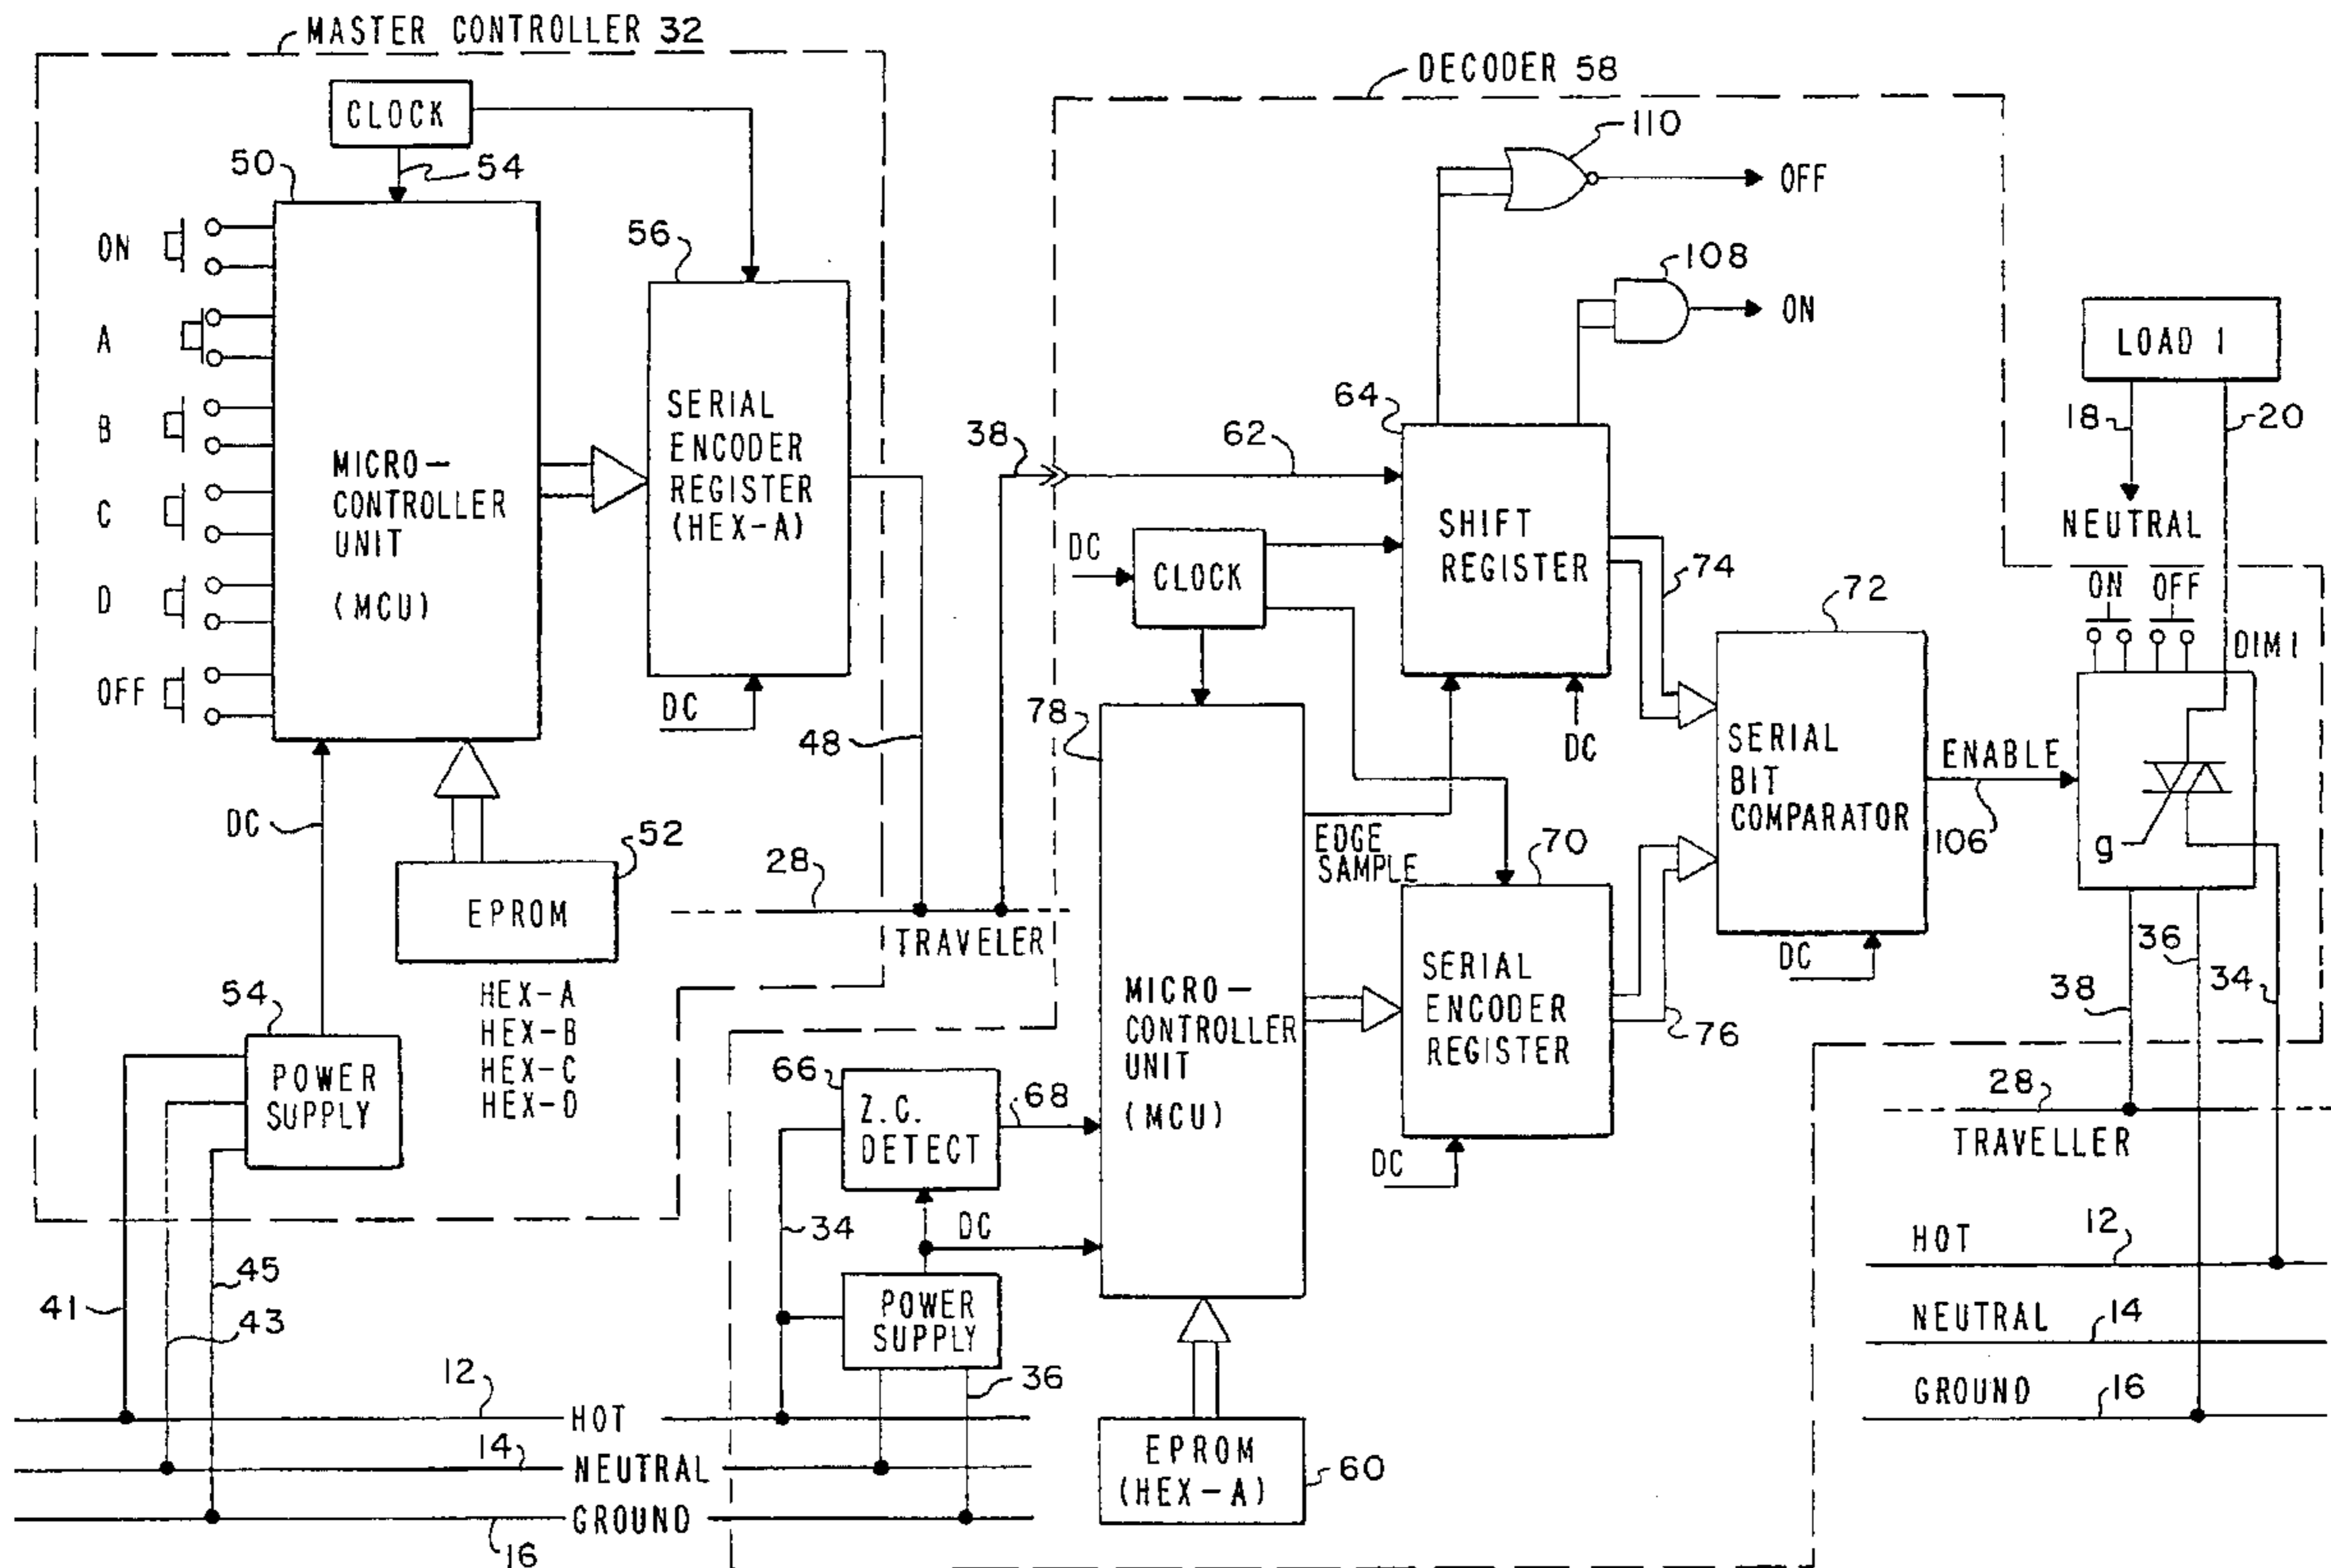 MASTER CONTROLLER 32
CLOCK
54
50
ON
A
B
C
D
OFF
MICRO-
CONTROLLER
UNIT
(MCU)
56
SERIAL
ENCODER
REGISTER
(HEX-A)
DC
48
DC
52
EPROM
HEX-A
HEX-B
HEX-C
HEX-D
54
POWER
SUPPLY
41
43
45
28
TRAVELER
12
HOT
14
NEUTRAL
GROUND
16
DECODER 58
110
OFF
108
ON
38
62
64
SHIFT
REGISTER
DC
CLOCK
DC
74
72
SERIAL
BIT
COMPARATOR
DC
78
MICRO-
CONTROLLER
UNIT
(MCU)
EDGE
SAMPLE
70
SERIAL
ENCODER
REGISTER
DC
76
66
Z.C.
DETECT
68
34
DC
POWER
SUPPLY
36
EPROM
(HEX-A)
60
LOAD 1
18
20
NEUTRAL
ON OFF
DIM 1
ENABLE
106
g
38
36
34
28
TRAVELLER
HOT
12
NEUTRAL
14
GROUND
16